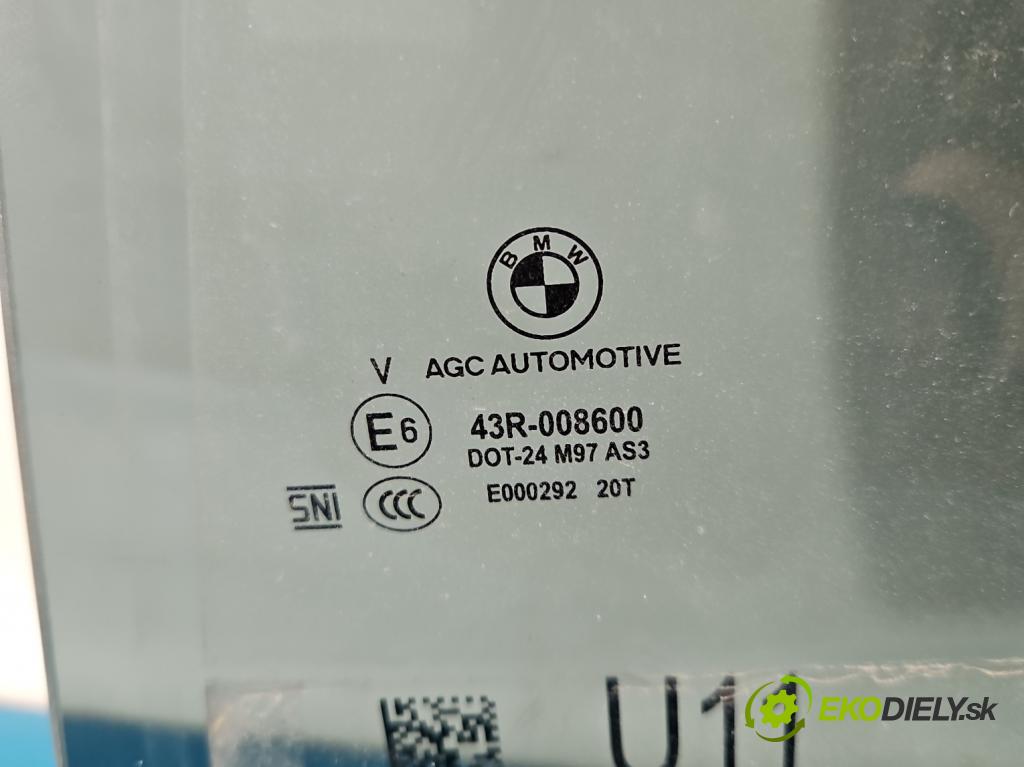 BMW
V AGC AUTOMOTIVE
E6 43R-008600
DOT-24 M97 AS3
SNI CCC E000292 20T
U11
EKODIELY.sk